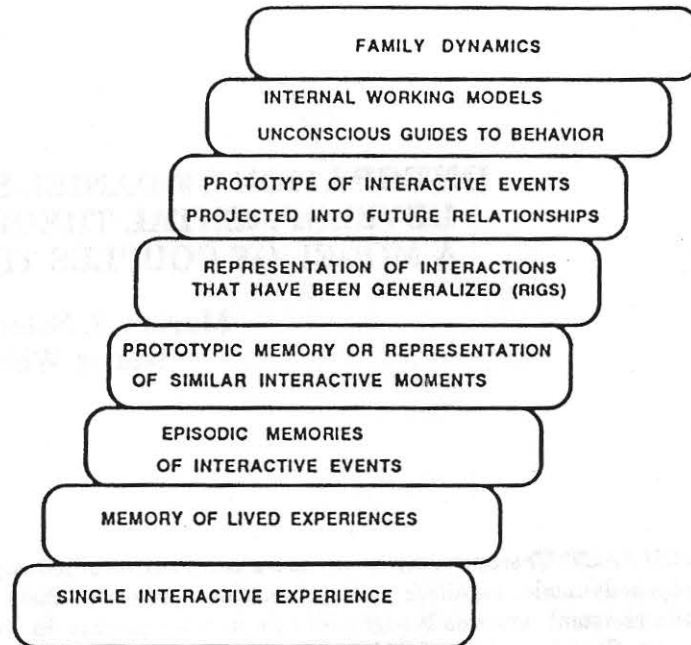 FAMILY DYNAMICS
INTERNAL WORKING MODELS
UNCONSCIOUS GUIDES TO BEHAVIOR
PROTOTYPE OF INTERACTIVE EVENTS
PROJECTED INTO FUTURE RELATIONSHIPS
REPRESENTATION OF INTERACTIONS
THAT HAVE BEEN GENERALIZED (RIGS)
PROTOTYPIC MEMORY OR REPRESENTATION
OF SIMILAR INTERACTIVE MOMENTS
EPISODIC MEMORIES
OF INTERACTIVE EVENTS
MEMORY OF LIVED EXPERIENCES
SINGLE INTERACTIVE EXPERIENCE